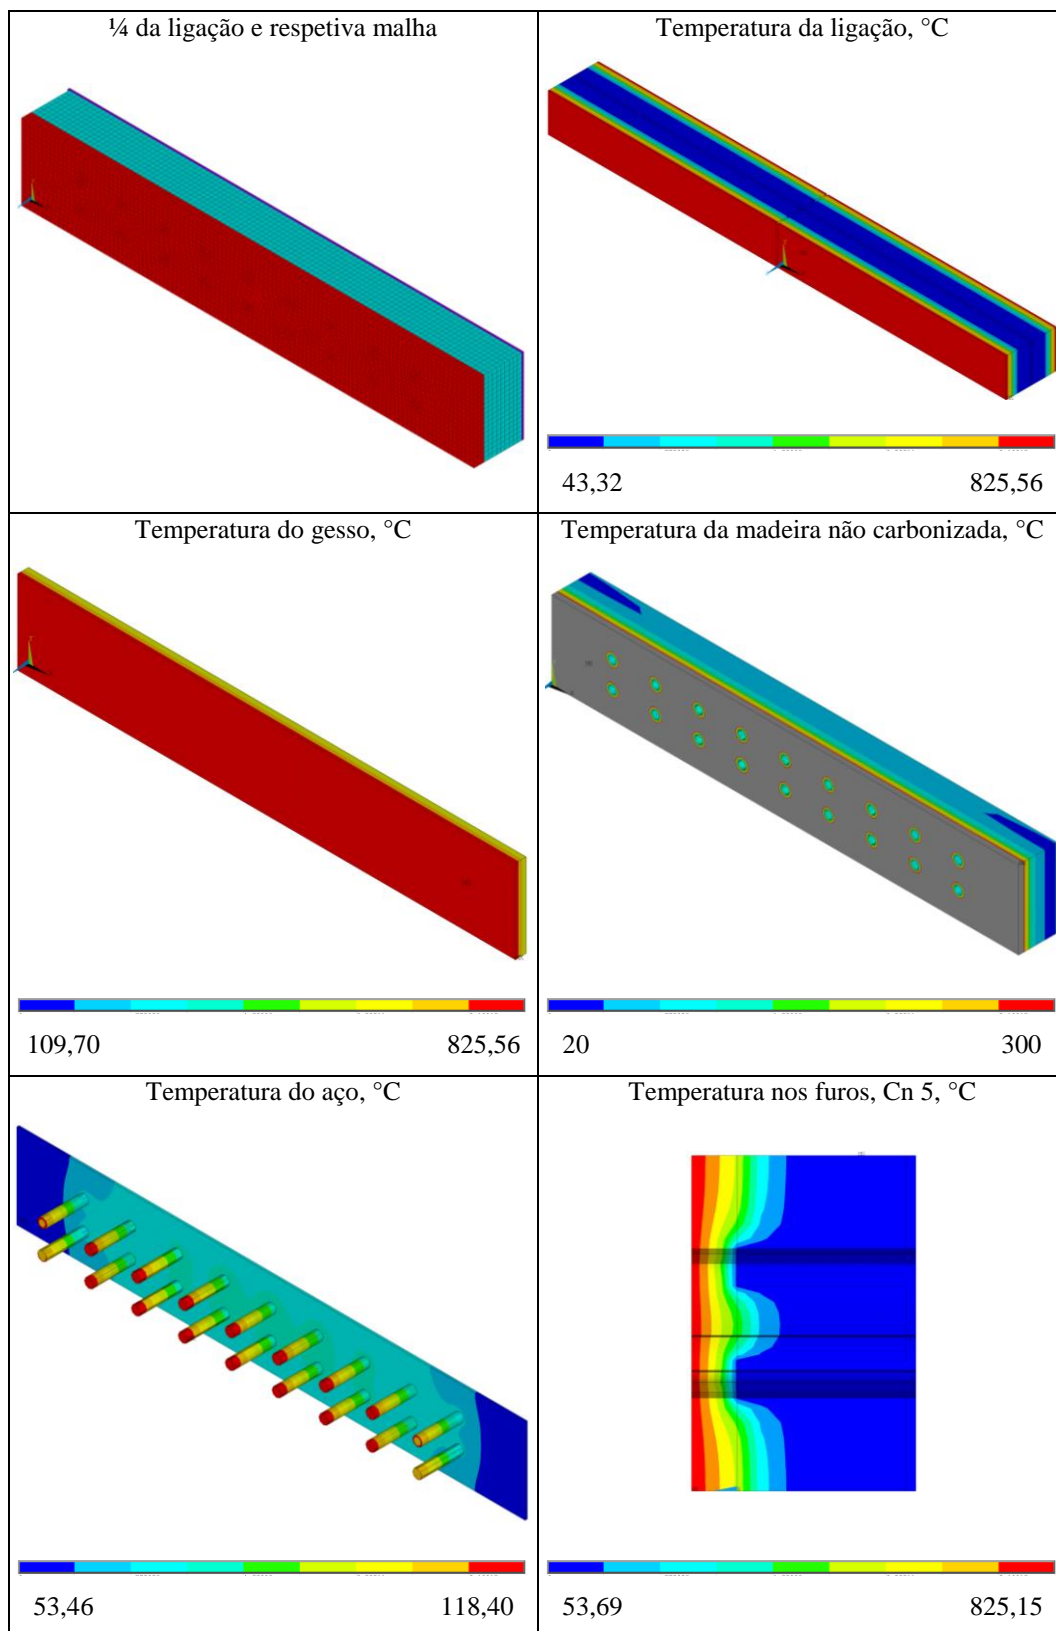 ¼ da ligação e respetiva malha
Temperatura da ligação, °C
43,32 825,56
Temperatura do gesso, °C
Temperatura da madeira não carbonizada, °C
109,70 825,56
20 300
Temperatura do aço, °C
Temperatura nos furos, Cn 5, °C
53,46 118,40
53,69 825,15